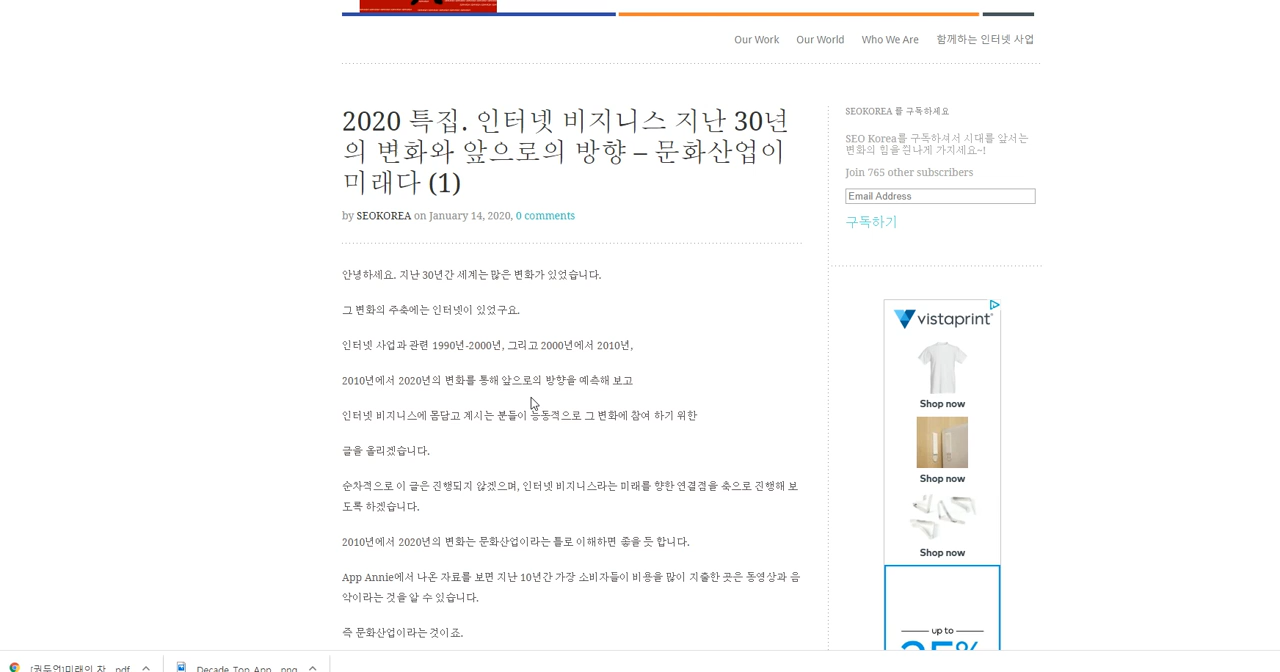 Our Work
Our World
Who We Are
함께하는 인터넷 사업
2020 특집. 인터넷 비지니스 지난 30년
의 변화와 앞으로의 방향 – 문화산업이
미래다 (1)
by SEOKOREA on January 14, 2020, 0 comments
안녕하세요. 지난 30년간 세계는 많은 변화가 있었습니다.
그 변화의 주축에는 인터넷이 있었구요.
인터넷 사업과 관련 1990년-2000년, 그리고 2000년에서 2010년,
2010년에서 2020년의 변화를 통해 앞으로의 방향을 예측해 보고
인터넷 비지니스에 몸담고 계시는 분들이 능동적으로 그 변화에 참여 하기 위한
글을 올리겠습니다.
순차적으로 이 글은 진행되지 않겠으며, 인터넷 비지니스라는 미래를 향한 연결점을 축으로 진행해 보
도록 하겠습니다.
2010년에서 2020년의 변화는 문화산업이라는 틀로 이해하면 좋을 듯 합니다.
App Annie에서 나온 자료를 보면 지난 10년간 가장 소비자들이 비용을 많이 지출한 곳은 동영상과 음
악이라는 것을 알 수 있습니다.
즉 문화산업이라는 것이죠.
SEOKOREA 를 구독하세요
SEO Korea를 구독하셔서 시대를 앞서는
변화의 힘을 신나게 가지세요~!
Join 765 other subscribers
Email Address
구독하기
vistaprint
Shop now
Shop now
Shop now
up to
Decade Top App....png